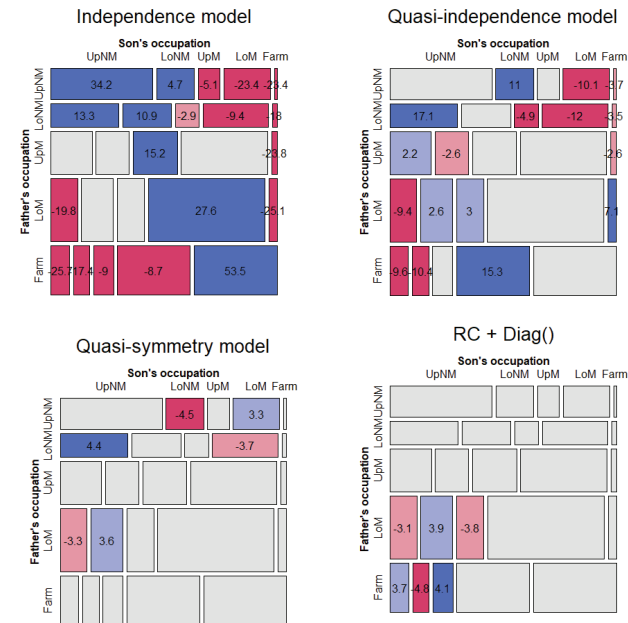 Independence model
Son's occupation
UpNM LoNM UpM LoM Farm
Father's occupation
UpNM
34.2 4.7 -5.1 -23.4 -23.4
LoNM
13.3 10.9 -2.9 -9.4 -18
UpM
15.2 -23.8
LoM
-19.8 27.6 -25.1
Farm
-25.7 -17.4 -9 -8.7 53.5
Quasi-independence model
Son's occupation
UpNM LoNM UpM LoM Farm
Father's occupation
UpNM
11 -10.1 -3.7
LoNM
17.1 -4.9 -12 -3.5
UpM
2.2 -2.6 -2.6
LoM
-9.4 2.6 3 7.1
Farm
-9.6 -10.4 15.3
Quasi-symmetry model
Son's occupation
UpNM LoNM UpM LoM Farm
Father's occupation
UpNM
-4.5 3.3
LoNM
4.4 -3.7
UpM
LoM
-3.3 3.6
Farm
RC + Diag()
Son's occupation
UpNM LoNM UpM LoM Farm
Father's occupation
UpNM
LoNM
UpM
LoM
-3.1 3.9 -3.8
Farm
3.7 -4.8 4.1